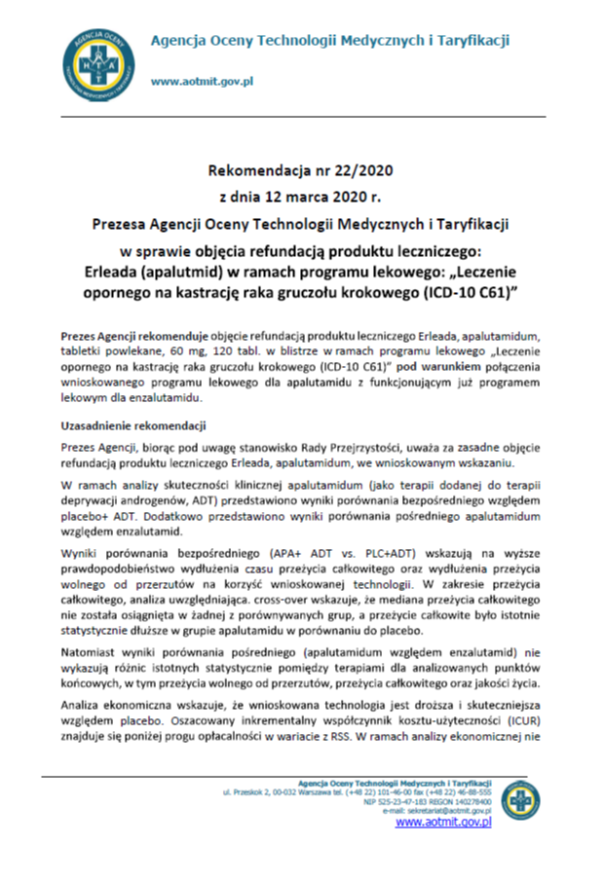 Agencja Oceny Technologii Medycznych i Taryfikacji
www.aotmit.gov.pl
Rekomendacja nr 22/2020
z dnia 12 marca 2020 r.
Prezesa Agencji Oceny Technologii Medycznych i Taryfikacji
w sprawie objęcia refundacją produktu leczniczego:
Erleada (apalutmid) w ramach programu lekowego: „Leczenie
opornego na kastrację raka gruczołu krokowego (ICD-10 C61)”
Prezes Agencji rekomenduje objęcie refundacją produktu leczniczego Erleada, apalutamidum,
tabletki powlekane, 60 mg, 120 tabl. w blistrze w ramach programu lekowego „Leczenie
opornego na kastrację raka gruczołu krokowego (ICD-10 C61)” pod warunkiem połączenia
wnioskowanego programu lekowego dla apalutamidu z funkcjonującym już programem
lekowym dla enzalutamidu.
Uzasadnienie rekomendacji
Prezes Agencji, biorąc pod uwagę stanowisko Rady Przejrzystości, uważa za zasadne objęcie
refundacją produktu leczniczego Erleada, apalutamidum, we wnioskowanym wskazaniu.
W ramach analizy skuteczności klinicznej apalutamidum (jako terapii dodanej do terapii
deprywacji androgenów, ADT) przedstawiono wyniki porównania bezpośredniego względem
placebo+ ADT. Dodatkowo przedstawiono wyniki porównania pośredniego apalutamidum
względem enzalutamid.
Wyniki porównania bezpośredniego (APA+ ADT vs. PLC+ADT) wskazują na wyższe
prawdopodobieństwo wydłużenia czasu przeżycia całkowitego oraz wydłużenia przeżycia
wolnego od przerzutów na korzyść wnioskowanej technologii. W zakresie przeżycia
całkowitego, analiza uwzględniająca. cross-over wskazuje, że mediana przeżycia całkowitego
nie została osiągnięta w żadnej z porównywanych grup, a przeżycie całkowite było istotnie
statystycznie dłuższe w grupie apalutamidu w porównaniu do placebo.
Natomiast wyniki porównania pośredniego (apalutamidum względem enzalutamid) nie
wykazują różnic istotnych statystycznie pomiędzy terapiami dla analizowanych punktów
końcowych, w tym przeżycia wolnego od przerzutów, przeżycia całkowitego oraz jakości życia.
Analiza ekonomiczna wskazuje, że wnioskowana technologia jest droższa i skuteczniejsza
względem placebo. Oszacowany inkrementalny współczynnik kosztu-użyteczności (ICUR)
znajduje się poniżej progu opłacalności w wariacie z RSS. W ramach analizy ekonomicznej nie
Agencja Oceny Technologii Medycznych i Taryfikacji
ul. Przeskok 2, 00-032 Warszawa tel. (+48 22) 101-46-00 fax (+48 22) 46-88-555
NIP 525-23-47-183 REGON 140278400
e-mail: sekretariat@aotmit.gov.pl
www.aotmit.gov.pl